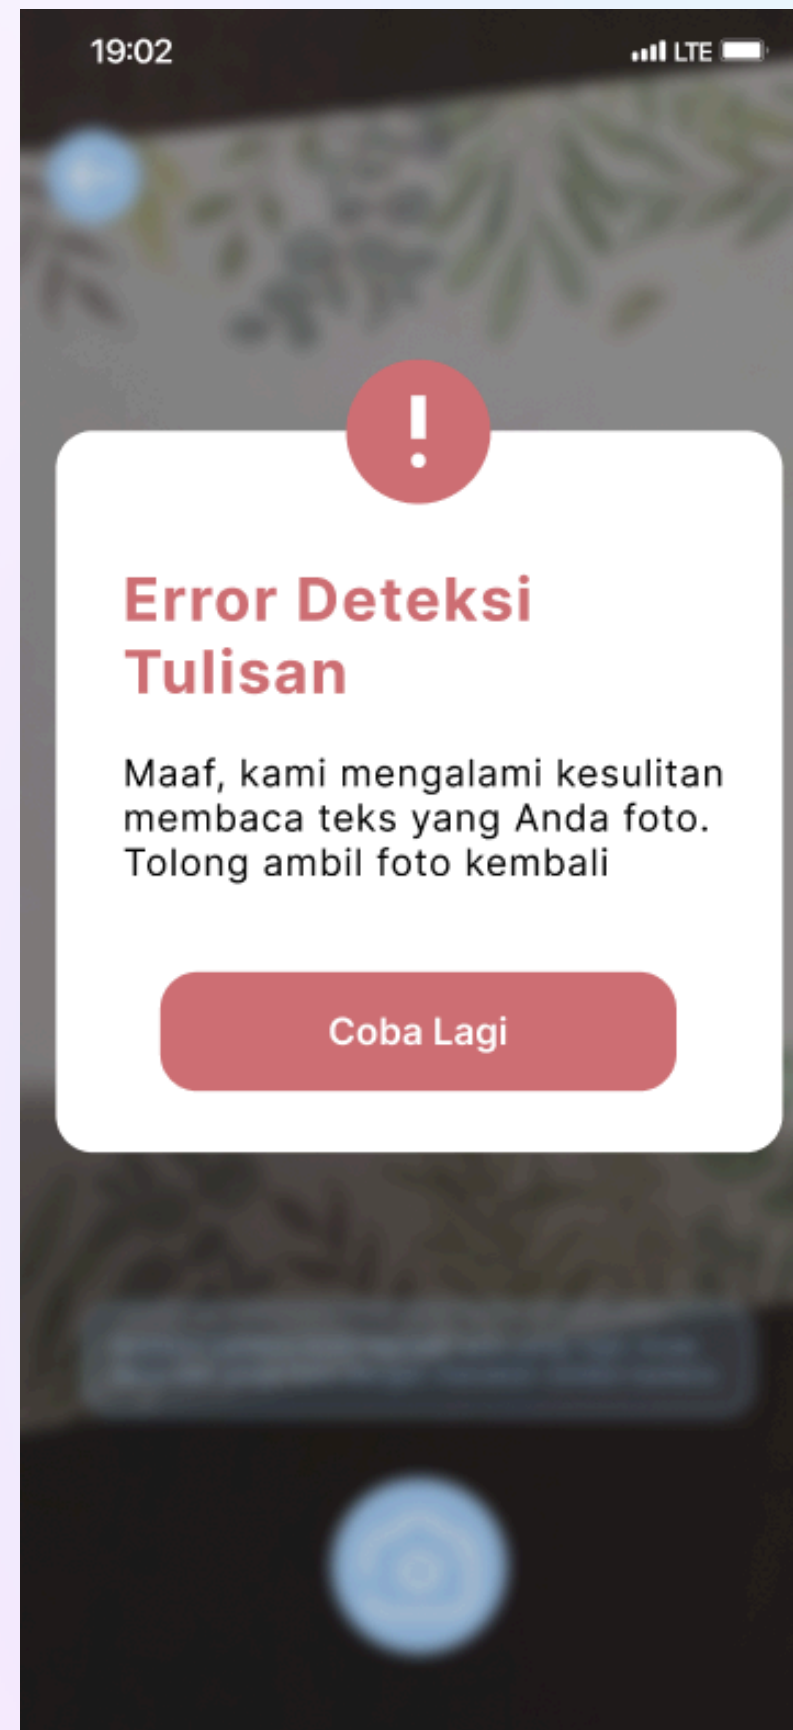 19:02
LTE
!
Error Deteksi
Tulisan
Maaf, kami mengalami kesulitan
membaca teks yang Anda foto.
Tolong ambil foto kembali
Coba Lagi